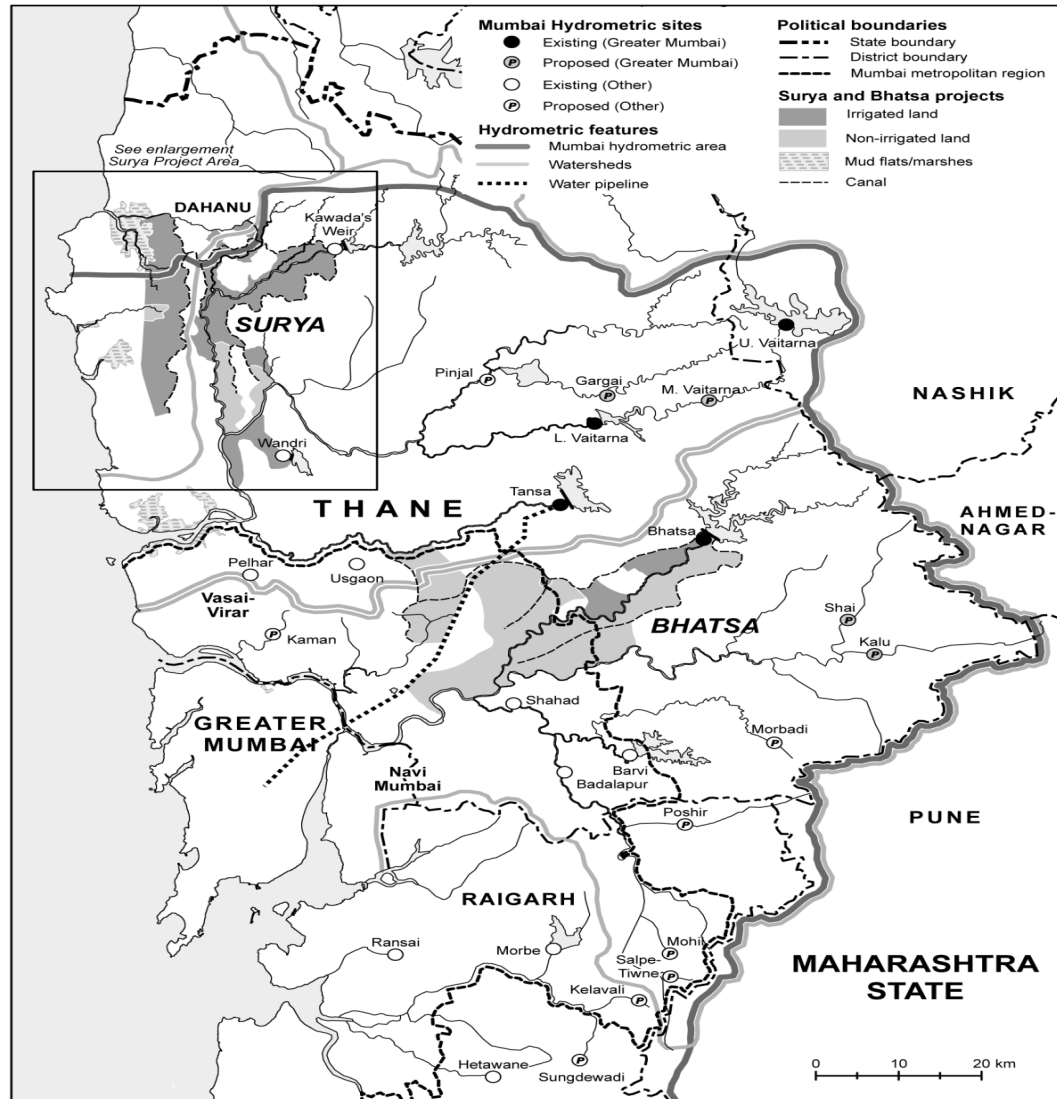 Mumbai Hydrometric sites
Existing (Greater Mumbai)
P Proposed (Greater Mumbai)
Existing (Other)
P Proposed (Other)
Hydrometric features
Mumbai hydrometric area
Watersheds
Water pipeline
Political boundaries
State boundary
District boundary
Mumbai metropolitan region
Surya and Bhatsa projects
Irrigated land
Non-irrigated land
Mud flats/marshes
Canal
See enlargement
Surya Project Area
DAHANU
Kawada's
Weir
SURYA
U. Vaitarna
Pinjal
P
Gargai
P
M. Vaitarna
P
NASHIK
L. Vaitarna
Wandri
THANE
Tansa
AHMED-
NAGAR
Bhatsa
Pelhar
Usgaon
Vasai-
Virar
P
Kaman
BHATSA
Shai
P
Kalu
P
GREATER
MUMBAI
Shahad
Morbadi
P
Navi
Mumbai
Barvi
Badalapur
Poshir
P
PUNE
RAIGARH
Ransai
Morbe
Mohil
P
Salpe-
Tiwne
P
Kelavali
P
MAHARASHTRA
STATE
Hetawane
P
Sungdewadi
0 10 20 km